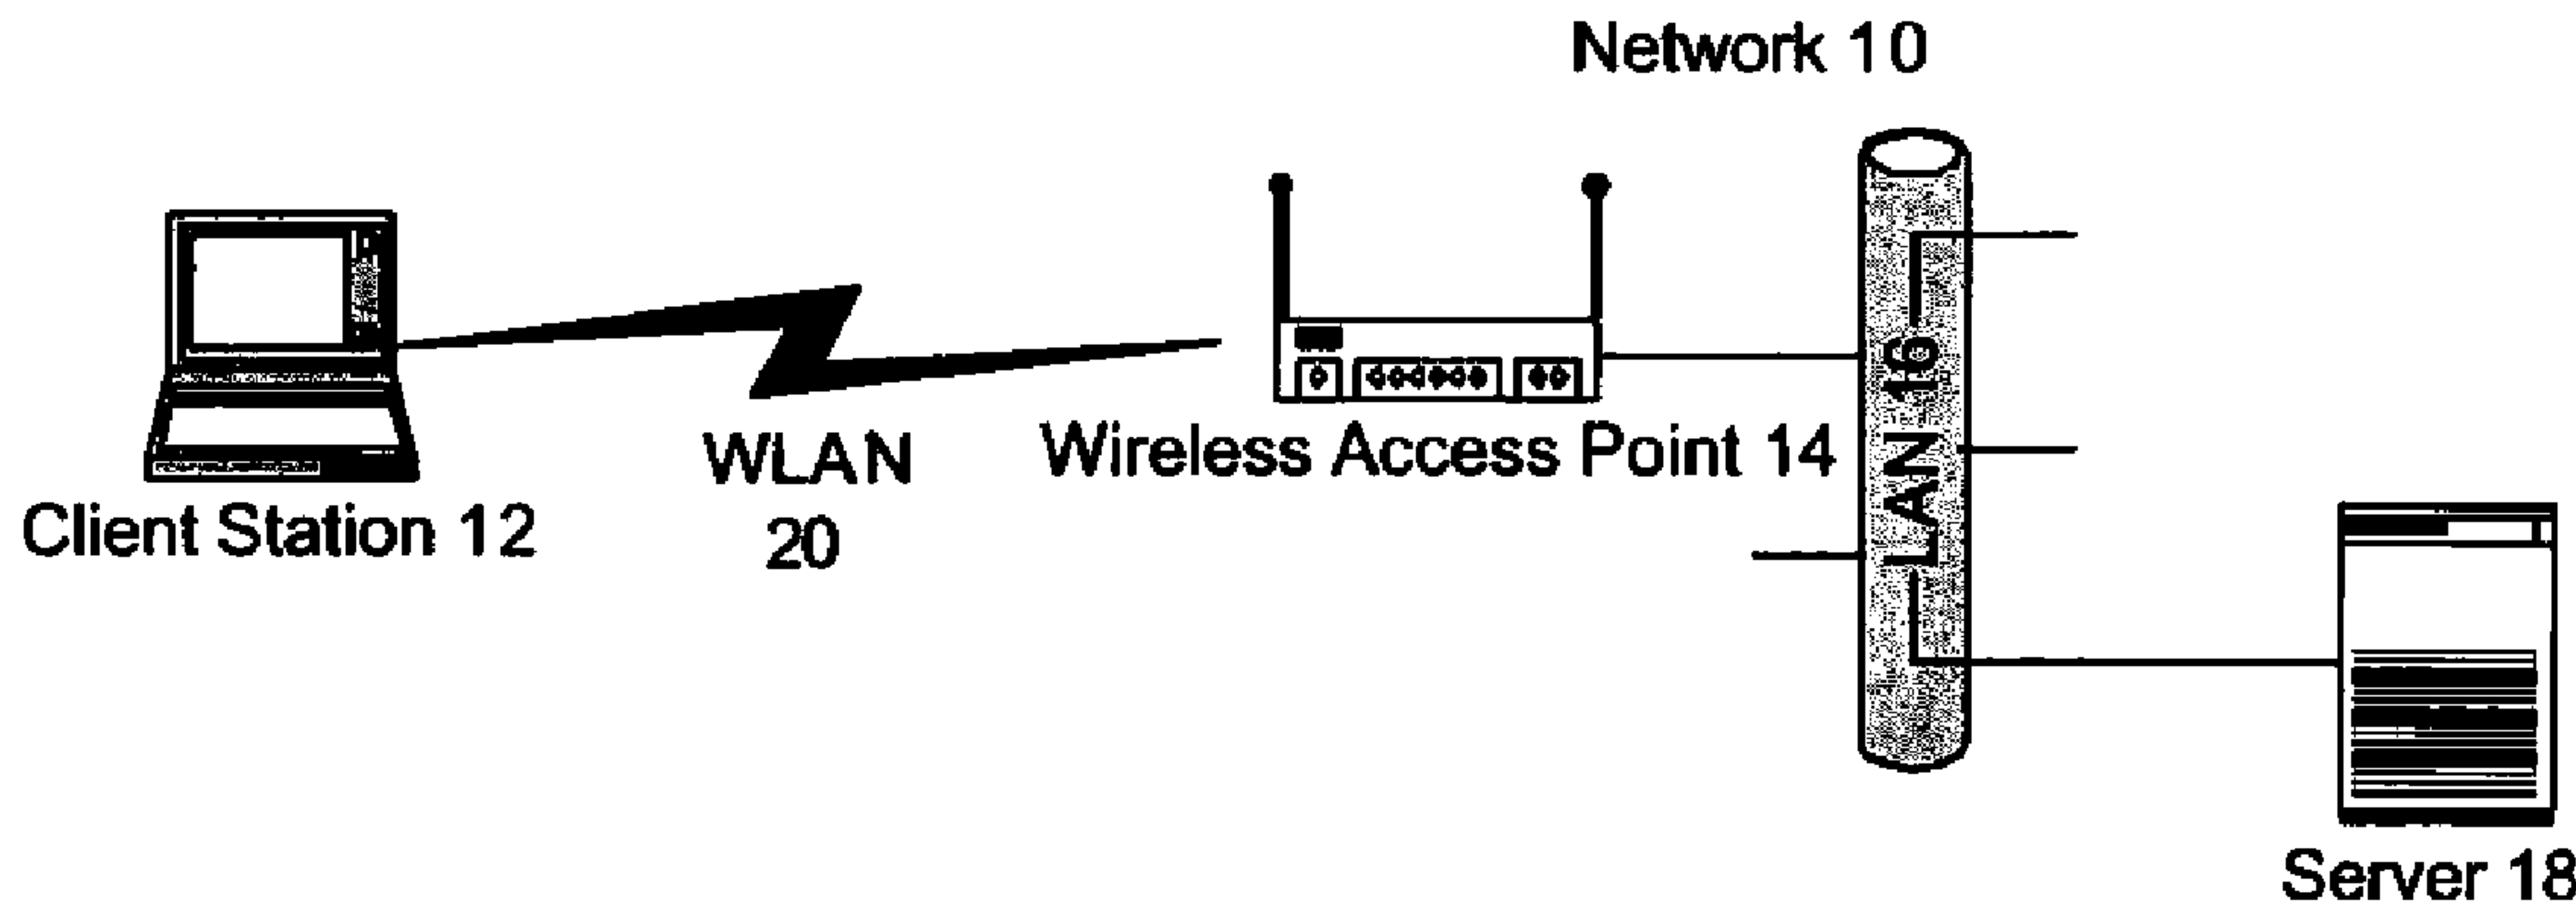 Network 10
LAN 16
Wireless Access Point 14
WLAN
20
Client Station 12
Server 18